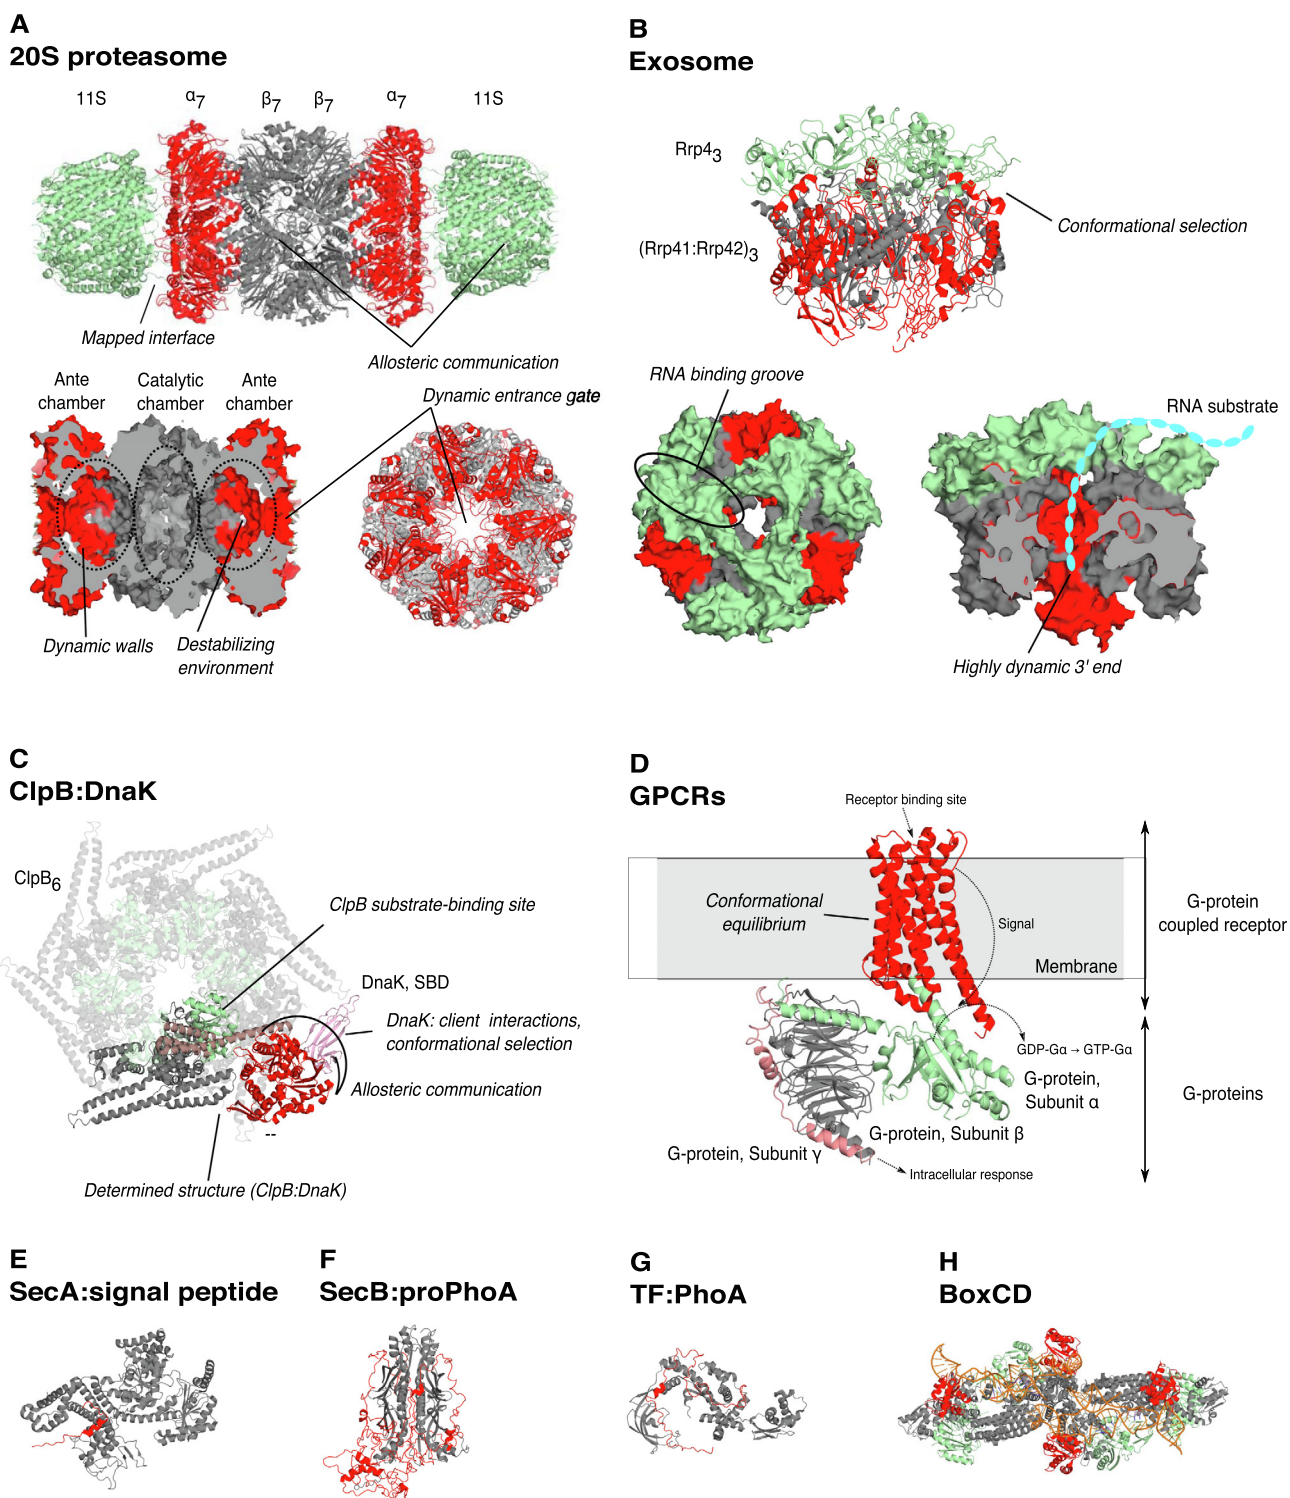 A
20S proteasome
11S
α7
β7
β7
α7
11S
Mapped interface
Allosteric communication
Ante
chamber
Catalytic
chamber
Ante
chamber
Dynamic entrance gate
Dynamic walls
Destabilizing
environment
B
Exosome
Rrp43
(Rrp41:Rrp42)3
Conformational selection
RNA binding groove
RNA substrate
Highly dynamic 3' end
C
ClpB:DnaK
ClpB6
ClpB substrate-binding site
DnaK, SBD
DnaK: client interactions,
conformational selection
Allosteric communication
--
Determined structure (ClpB:DnaK)
D
GPCRs
Receptor binding site
Conformational
equilibrium
Signal
Membrane
G-protein
coupled receptor
GDP-Gα → GTP-Gα
G-protein,
Subunit α
G-proteins
G-protein, Subunit β
G-protein, Subunit γ
Intracellular response
E
SecA:signal peptide
F
SecB:proPhoA
G
TF:PhoA
H
BoxCD